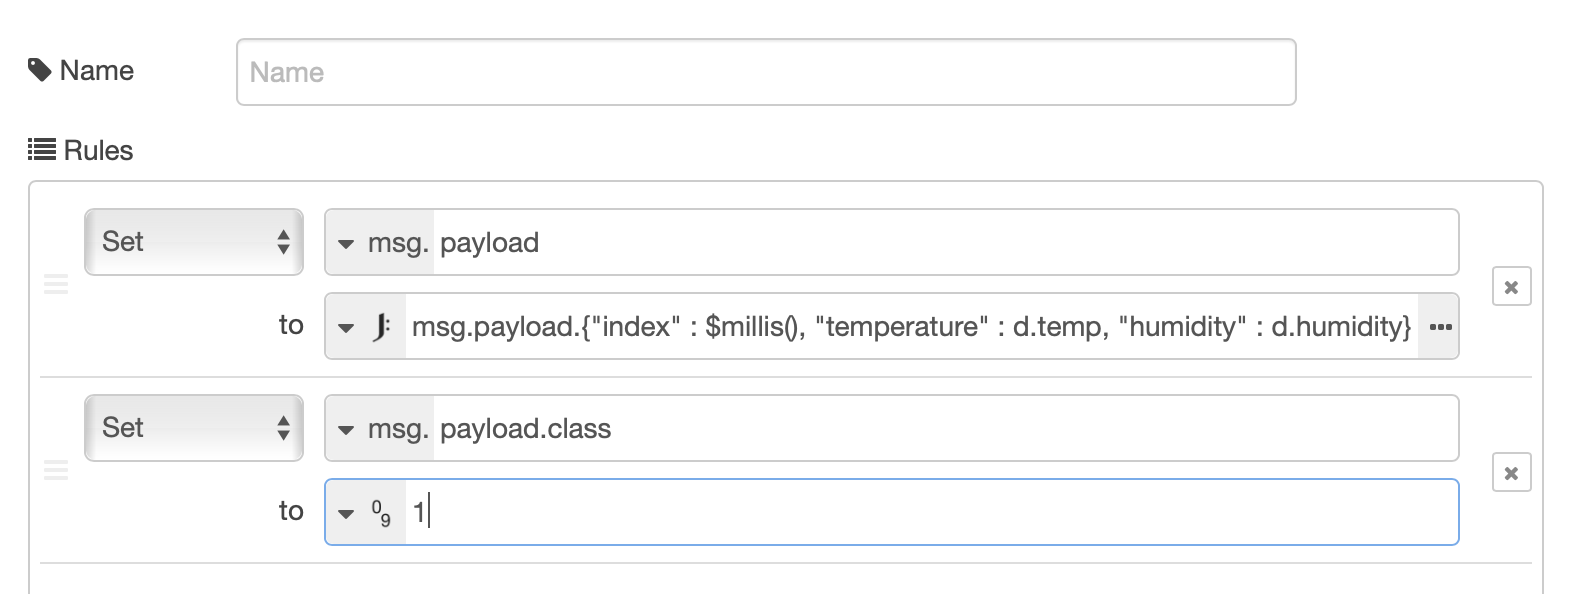 Name
Name
Rules
Set
msg. payload
to
J: msg.payload.{"index" : $millis(), "temperature" : d.temp, "humidity" : d.humidity} •••
Set
msg. payload.class
to
09 1